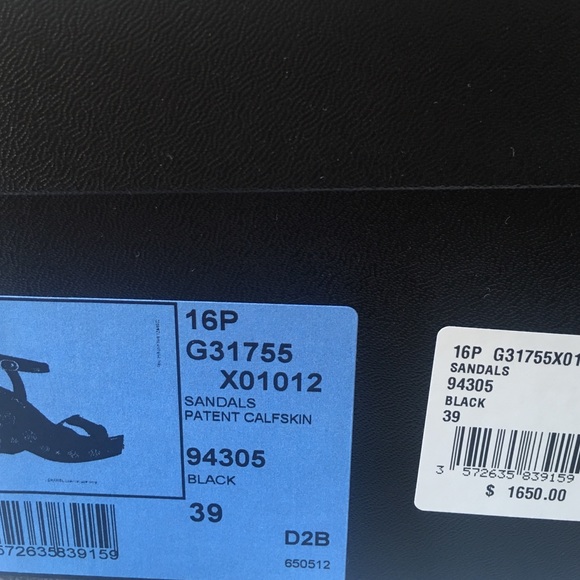 16P
G31755
X01012
SANDALS
PATENT CALFSKIN
94305
BLACK
39
D2B
650512
572635839159
16P G31755X01
SANDALS
94305
BLACK
39
3 572635 839159
$ 1650.00